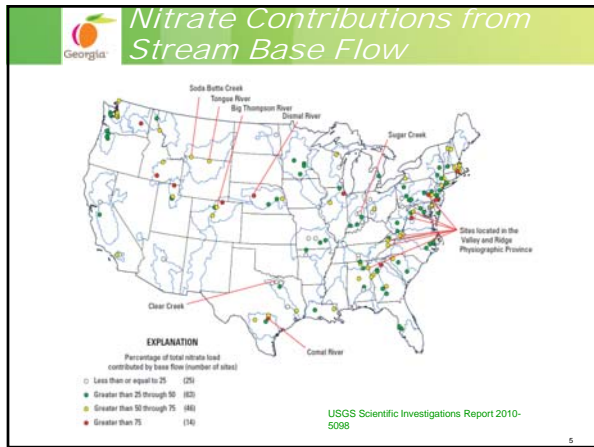 Nitrate Contributions from
Stream Base Flow
Georgia
Soda Butte Creek
Tongue River
Big Thompson River
Dismal River
Sugar Creek
Sites located in the
Valley and Ridge
Physiographic Province
Clear Creek
Comal River
EXPLANATION
Percentage of total nitrate load
contributed by base flow (number of sites)
Less than or equal to 25 (25)
Greater than 25 through 50 (63)
Greater than 50 through 75 (46)
Greater than 75 (14)
USGS Scientific Investigations Report 2010-
5098
5